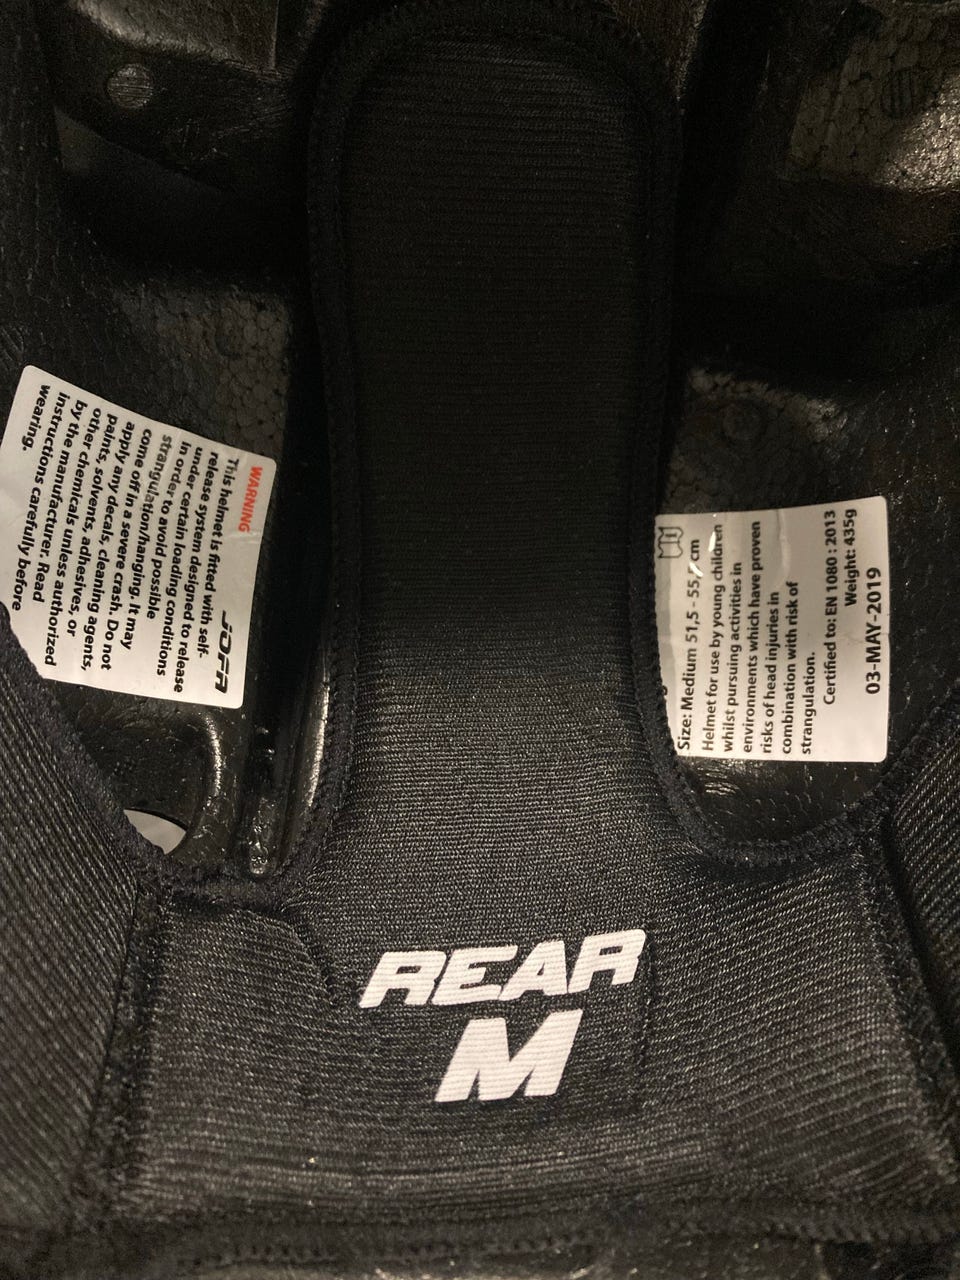 WARNING
This helmet is fitted with self-
release system designed to release
under certain loading conditions
in order to avoid possible
strangulation/hanging. It may
come off in a severe crash. Do not
apply any decals, cleaning agents,
paints, solvents, adhesives, or
other chemicals unless authorized
by the manufacturer. Read
instructions carefully before
wearing.
JOFA
Size: Medium 51,5 - 55, cm
Helmet for use by young children
whilst pursuing activities in
environments which have proven
risks of head injuries in
combination with risk of
strangulation.
Certified to: EN 1080 : 2013
Weight: 435g
03-MAY-2019
REAR
M